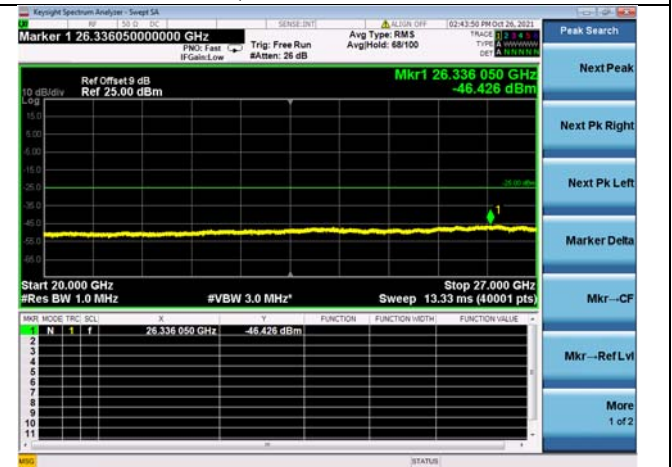 Keysight Spectrum Analyzer - Swept SA
RF 50 Ω DC SENSE:INT ALIGN OFF 02:43:50 PM Oct 26, 2021
Marker 1 26.336050000000 GHz
PNO: Fast
IFGain:Low
Trig: Free Run
#Atten: 26 dB
Avg Type: RMS
Avg|Hold: 68/100
TRACE 1 2 3 4 5 6
TYPE A WWWWW
DET A N N N N N
Peak Search
Next Peak
Next Pk Right
Next Pk Left
Marker Delta
Mkr→CF
Mkr→RefLvl
More
1 of 2
Ref Offset 9 dB
10 dB/div Ref 25.00 dBm
Log
Mkr1 26.336 050 GHz
-46.426 dBm
15.0
5.00
-5.00
-15.0
-25.0
-25.00 dBm
-35.0
1
-45.0
-55.0
-65.0
Start 20.000 GHz
Stop 27.000 GHz
#Res BW 1.0 MHz
#VBW 3.0 MHz*
Sweep 13.33 ms (40001 pts)
MKR MODE TRC SCL X Y FUNCTION FUNCTION WIDTH FUNCTION VALUE
1 N 1 f 26.336 050 GHz -46.426 dBm
2
3
4
5
6
7
8
9
10
11
MSG STATUS